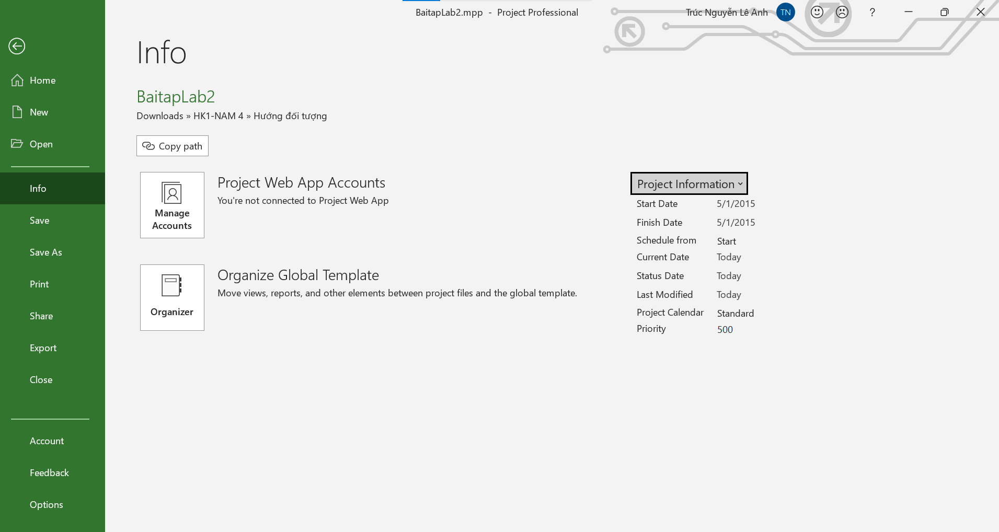 BaitapLab2.mpp - Project Professional
Trúc Nguyễn Lê Anh
TN
?
Info
Home
New
Open
Info
Save
Save As
Print
Share
Export
Close
Account
Feedback
Options
BaitapLab2
Downloads » HK1-NAM 4 » Hướng đối tượng
Copy path
Manage
Accounts
Project Web App Accounts
You're not connected to Project Web App
Organizer
Organize Global Template
Move views, reports, and other elements between project files and the global template.
Project Information
Start Date 5/1/2015
Finish Date 5/1/2015
Schedule from Start
Current Date Today
Status Date Today
Last Modified Today
Project Calendar Standard
Priority 500